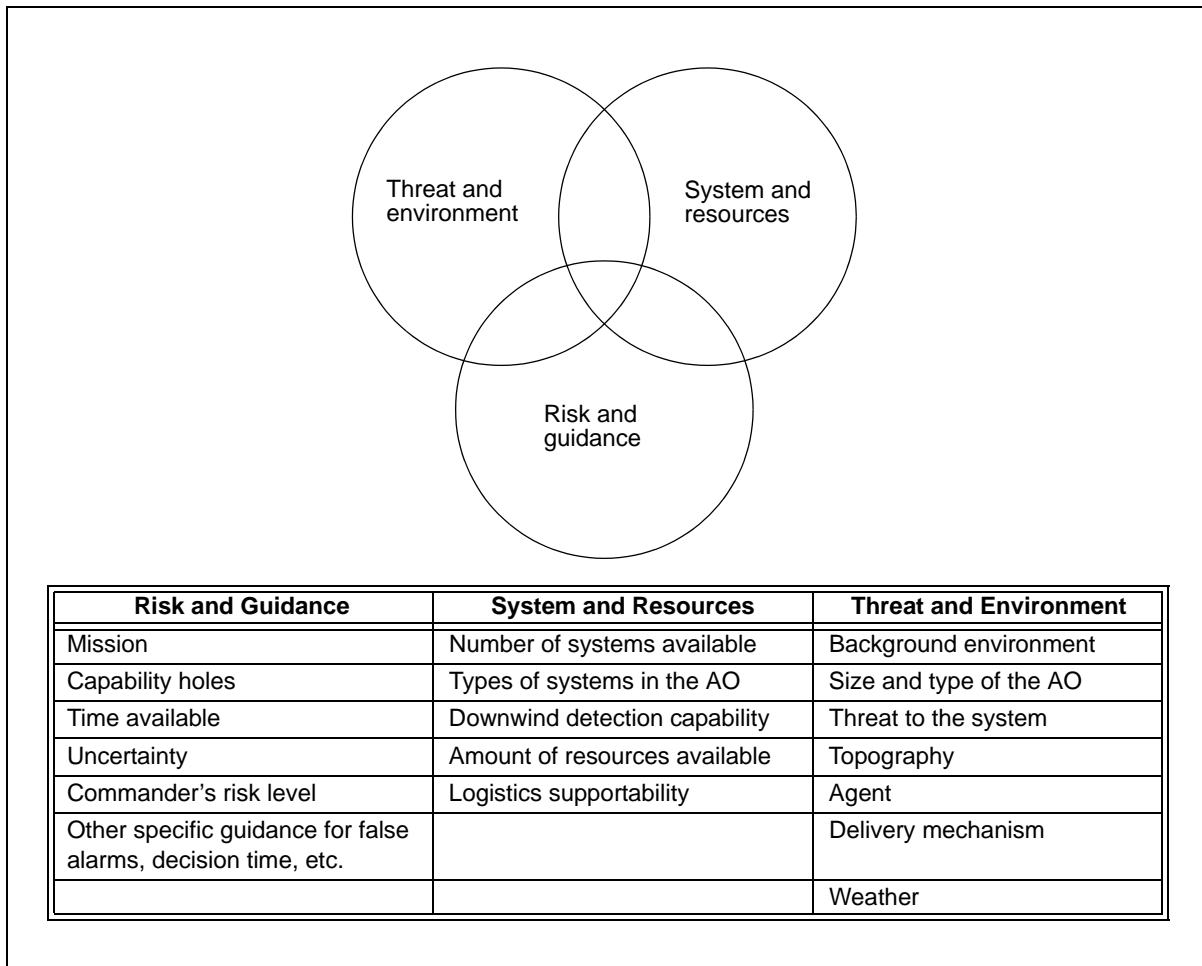 Threat and
environment
System and
resources
Risk and
guidance
Risk and Guidance System and Resources Threat and Environment
Mission Number of systems available Background environment
Capability holes Types of systems in the AO Size and type of the AO
Time available Downwind detection capability Threat to the system
Uncertainty Amount of resources available Topography
Commander’s risk level Logistics supportability Agent
Other specific guidance for false Delivery mechanism
alarms, decision time, etc.
Weather